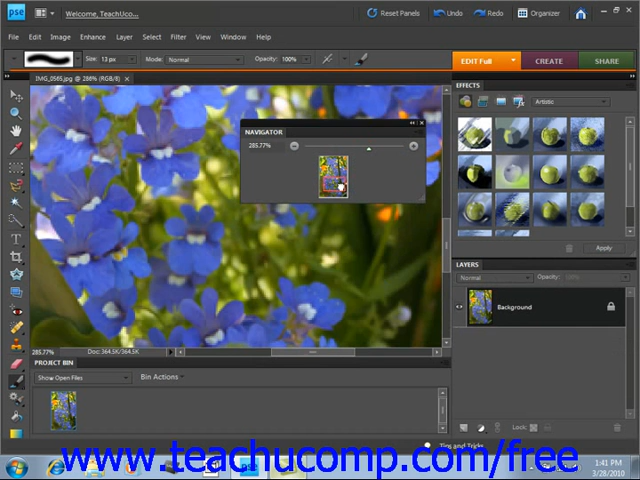 pse Welcome_TeachUco... Reset Panels Undo Redo Organizer
File Edit Image Enhance Layer Select Filter View Window Help
Size: 13 px Mode: Normal Opacity: 100% EDIT Full CREATE SHARE
IMG_0565.jpg @ 286% (RGB/8) ×
EFFECTS
Artistic
NAVIGATOR
285.77%
Apply
LAYERS
Normal Opacity: 100%
Background
285.77% Doc: 364.5K/364.5K
PROJECT BIN
Show Open Files Bin Actions
Lock:
Tips and Tricks
www.teachucomp.com/free
pse
1:41 PM
3/28/2010